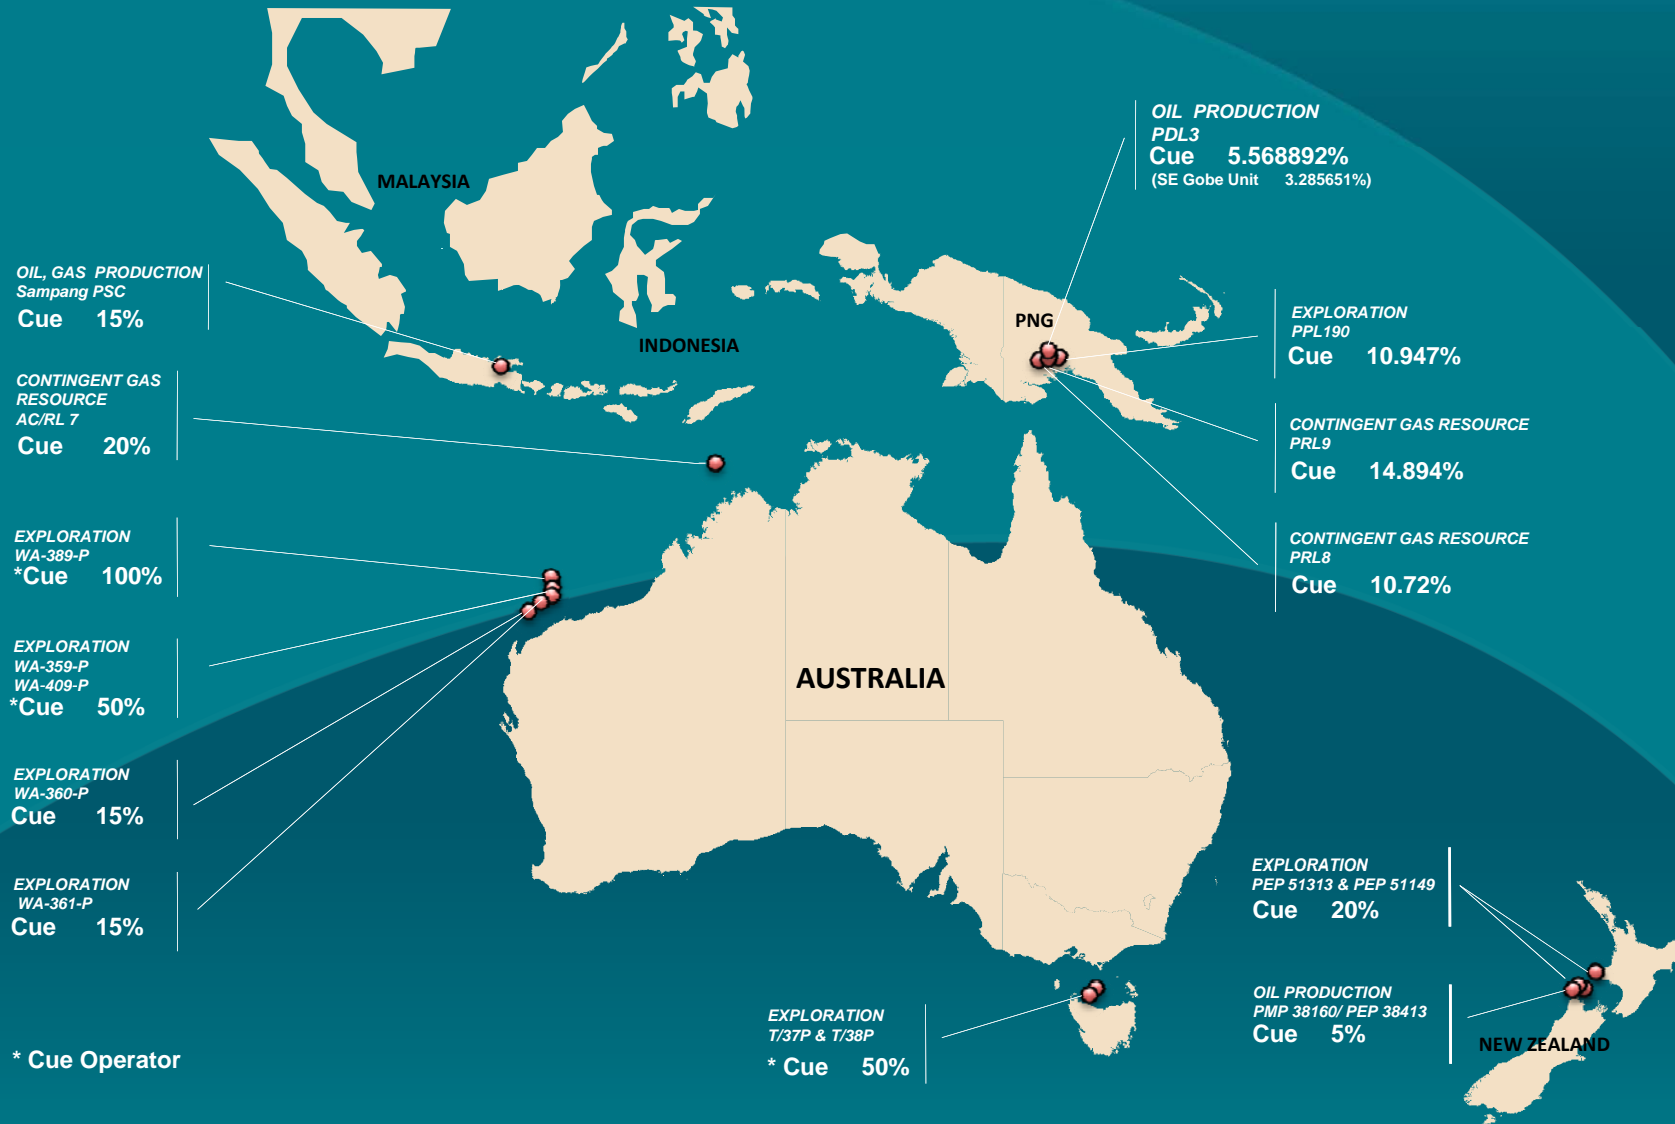 OIL PRODUCTION
PDL3
Cue 5.568892%
(SE Gobe Unit 3.285651%)
MALAYSIA
OIL, GAS PRODUCTION
Sampang PSC
Cue 15%
INDONESIA
PNG
EXPLORATION
PPL190
Cue 10.947%
CONTINGENT GAS
RESOURCE
AC/RL 7
Cue 20%
CONTINGENT GAS RESOURCE
PRL9
Cue 14.894%
EXPLORATION
WA-389-P
*Cue 100%
CONTINGENT GAS RESOURCE
PRL8
Cue 10.72%
EXPLORATION
WA-359-P
WA-409-P
*Cue 50%
AUSTRALIA
EXPLORATION
WA-360-P
Cue 15%
EXPLORATION
WA-361-P
Cue 15%
EXPLORATION
PEP 51313 & PEP 51149
Cue 20%
OIL PRODUCTION
PMP 38160/ PEP 38413
Cue 5%
NEW ZEALAND
EXPLORATION
T/37P & T/38P
* Cue 50%
* Cue Operator